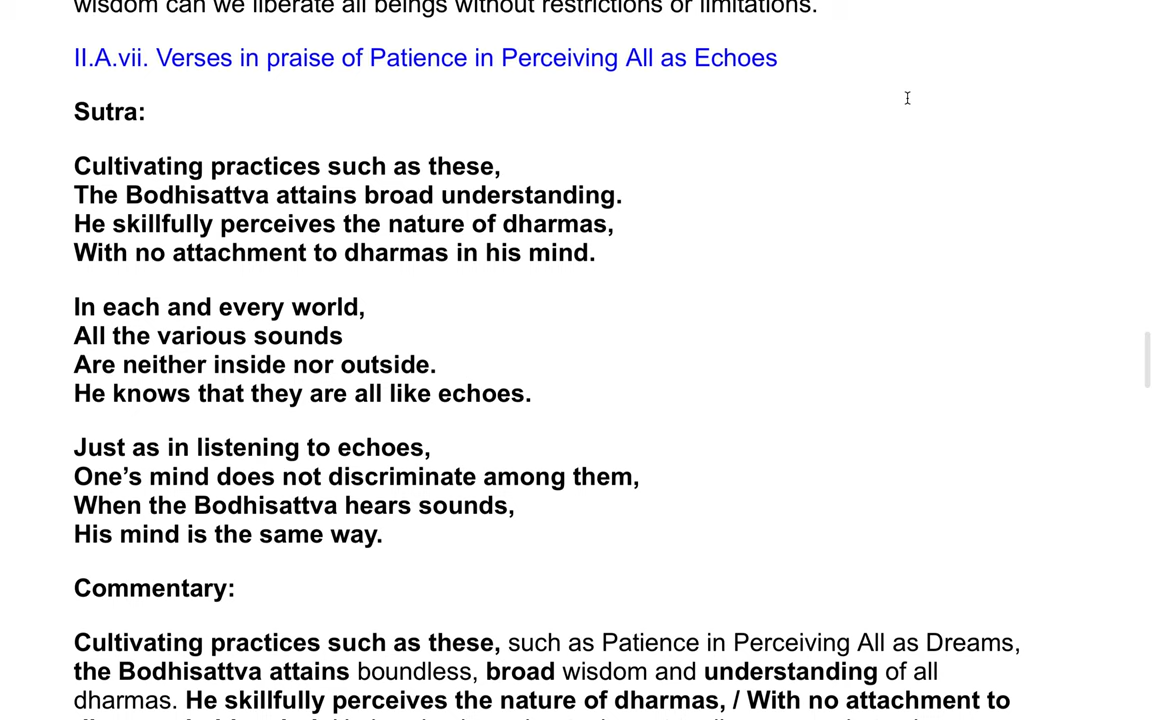 wisdom can we liberate all beings without restrictions or limitations.
II.A.vii. Verses in praise of Patience in Perceiving All as Echoes
Sutra:
Cultivating practices such as these,
The Bodhisattva attains broad understanding.
He skillfully perceives the nature of dharmas,
With no attachment to dharmas in his mind.
In each and every world,
All the various sounds
Are neither inside nor outside.
He knows that they are all like echoes.
Just as in listening to echoes,
One’s mind does not discriminate among them,
When the Bodhisattva hears sounds,
His mind is the same way.
Commentary:
Cultivating practices such as these, such as Patience in Perceiving All as Dreams,
the Bodhisattva attains boundless, broad wisdom and understanding of all
dharmas. He skillfully perceives the nature of dharmas, / With no attachment to